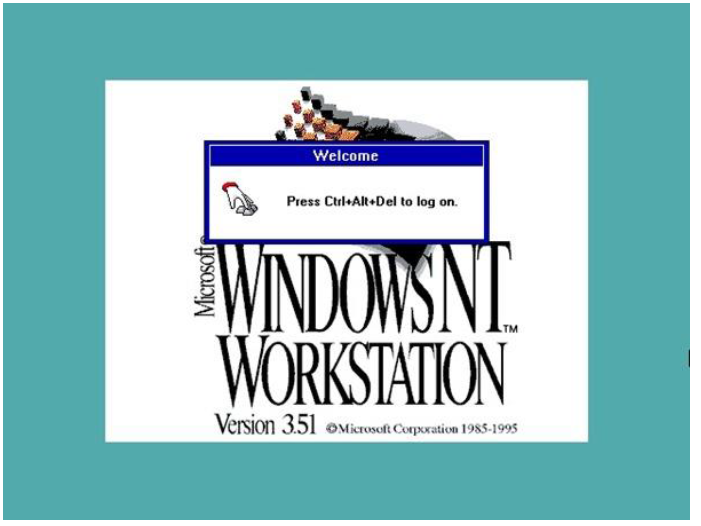 Welcome
Press Ctrl+Alt+Del to log on.
Microsoft®
WINDOWS NT™
WORKSTATION
Version 3.51 ©Microsoft Corporation 1985-1995